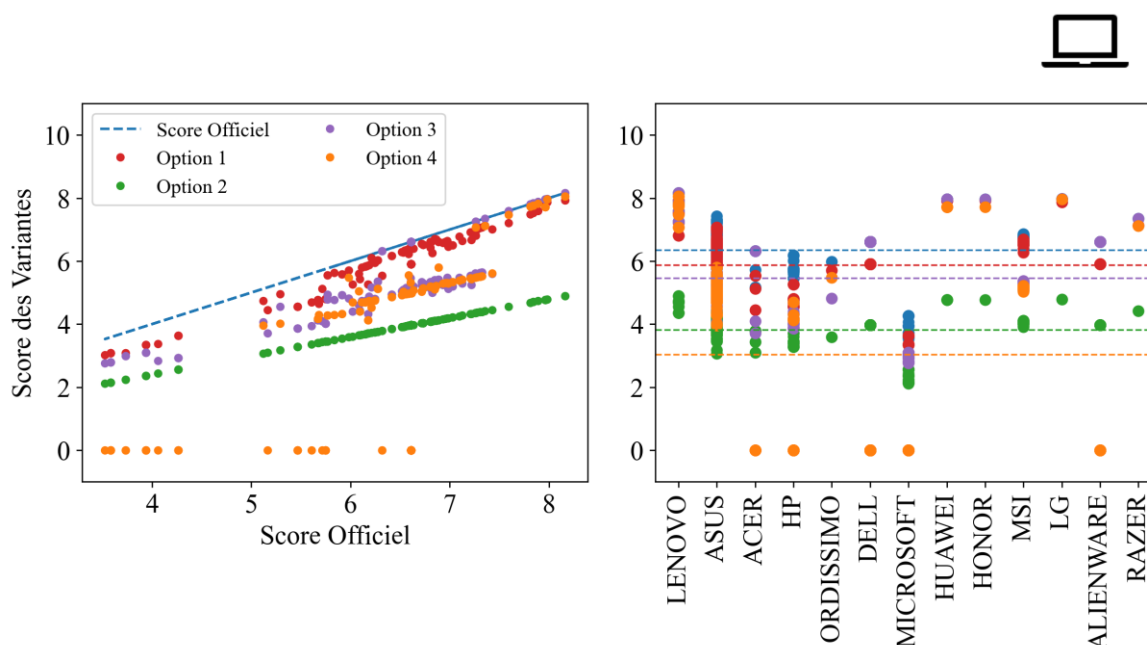 Score des Variantes
10
8
6
4
2
0
Score Officiel
Option 1
Option 2
Option 3
Option 4
4
5
6
7
8
Score Officiel
10
8
6
4
2
0
LENOVO
ASUS
ACER
HP
ORDISSIMO
DELL
MICROSOFT
HUAWEI
HONOR
MSI
LG
ALIENWARE
RAZER